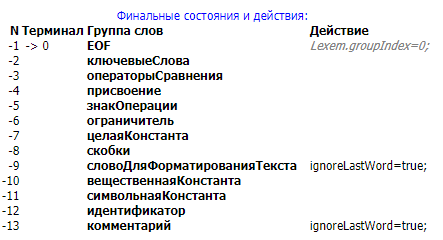 Финальные состояния и действия:
N Терминал Группа слов Действие
-1 -> 0 EOF Lexem.groupIndex=0;
-2 ключевыеСлова
-3 операторыСравнения
-4 присвоение
-5 знакОперации
-6 ограничитель
-7 целаяКонстанта
-8 скобки
-9 словоДляФорматированияТекста ignoreLastWord=true;
-10 вещественнаяКонстанта
-11 символьнаяКонстанта
-12 идентификатор
-13 комментарий ignoreLastWord=true;